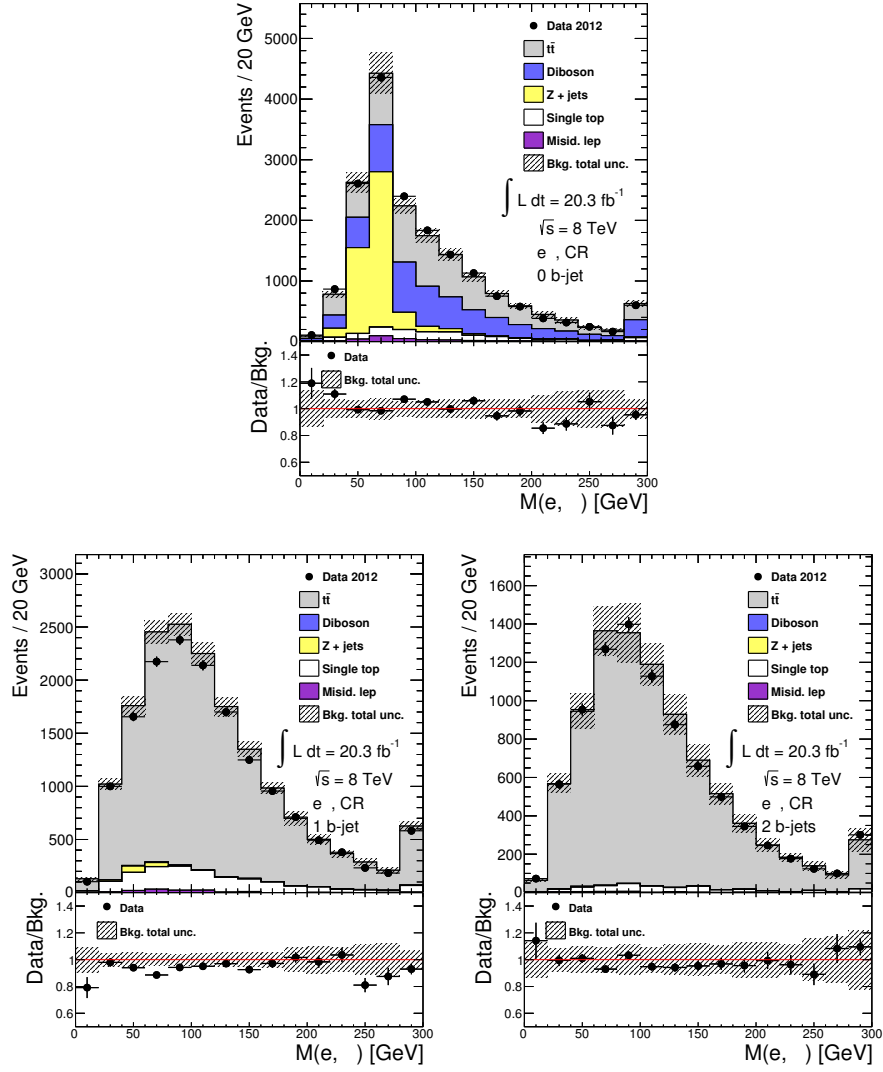 Events / 20 GeV
5000
4000
3000
2000
1000
0
Data 2012
tt̄
Diboson
Z + jets
Single top
Misid. lep
Bkg. total unc.
∫ L dt = 20.3 fb⁻¹
√s = 8 TeV
e , CR
0 b-jet
Data/Bkg.
1.4
1.2
1
0.8
0.6
Data
Bkg. total unc.
0 50 100 150 200 250 300
M(e, ) [GeV]
Events / 20 GeV
3000
2500
2000
1500
1000
500
0
Data 2012
tt̄
Diboson
Z + jets
Single top
Misid. lep
Bkg. total unc.
∫ L dt = 20.3 fb⁻¹
√s = 8 TeV
e , CR
1 b-jet
Data/Bkg.
1.4
1.2
1
0.8
0.6
Data
Bkg. total unc.
0 50 100 150 200 250 300
M(e, ) [GeV]
Events / 20 GeV
1600
1400
1200
1000
800
600
400
200
0
Data 2012
tt̄
Diboson
Z + jets
Single top
Misid. lep
Bkg. total unc.
∫ L dt = 20.3 fb⁻¹
√s = 8 TeV
e , CR
2 b-jets
Data/Bkg.
1.4
1.2
1
0.8
0.6
Data
Bkg. total unc.
0 50 100 150 200 250 300
M(e, ) [GeV]